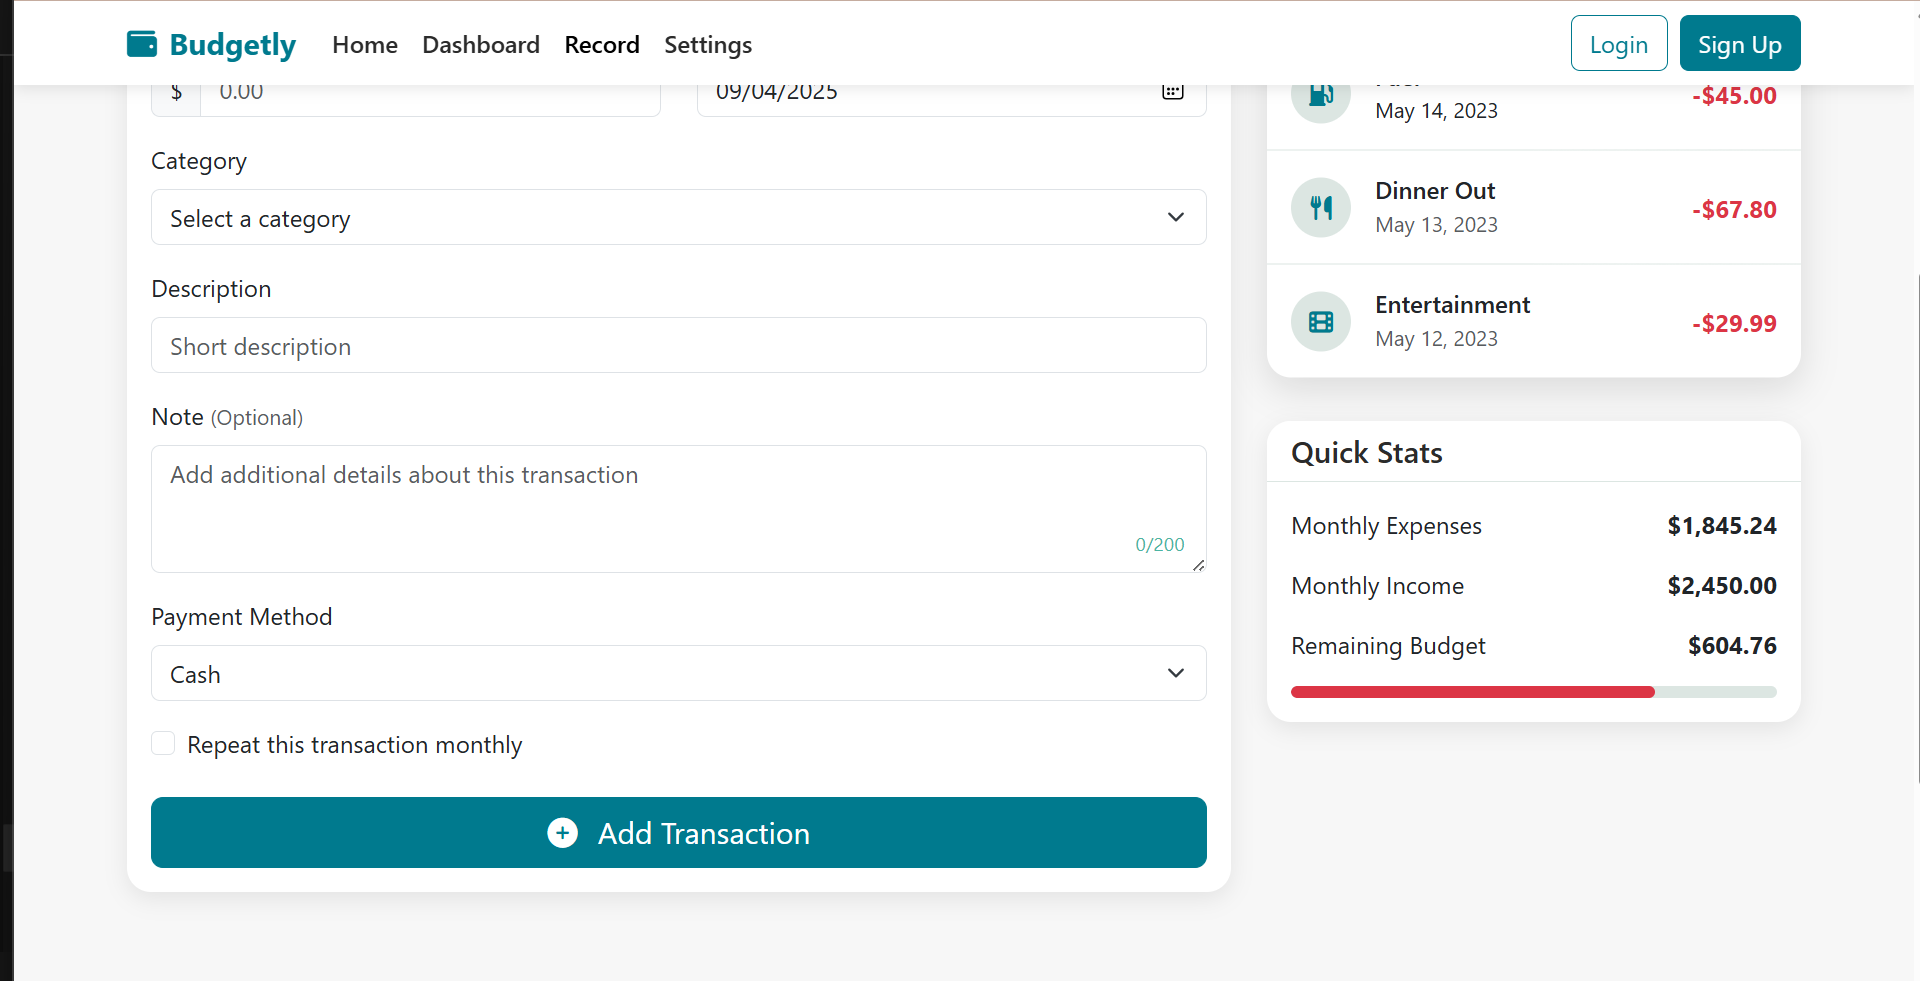 Budgetly Home Dashboard Record Settings Login Sign Up
$ 0.00 09/04/2025
Category
Select a category
Description
Short description
Note (Optional)
Add additional details about this transaction
0/200
Payment Method
Cash
Repeat this transaction monthly
Add Transaction
-$45.00
May 14, 2023
Dinner Out
May 13, 2023
-$67.80
Entertainment
May 12, 2023
-$29.99
Quick Stats
Monthly Expenses $1,845.24
Monthly Income $2,450.00
Remaining Budget $604.76